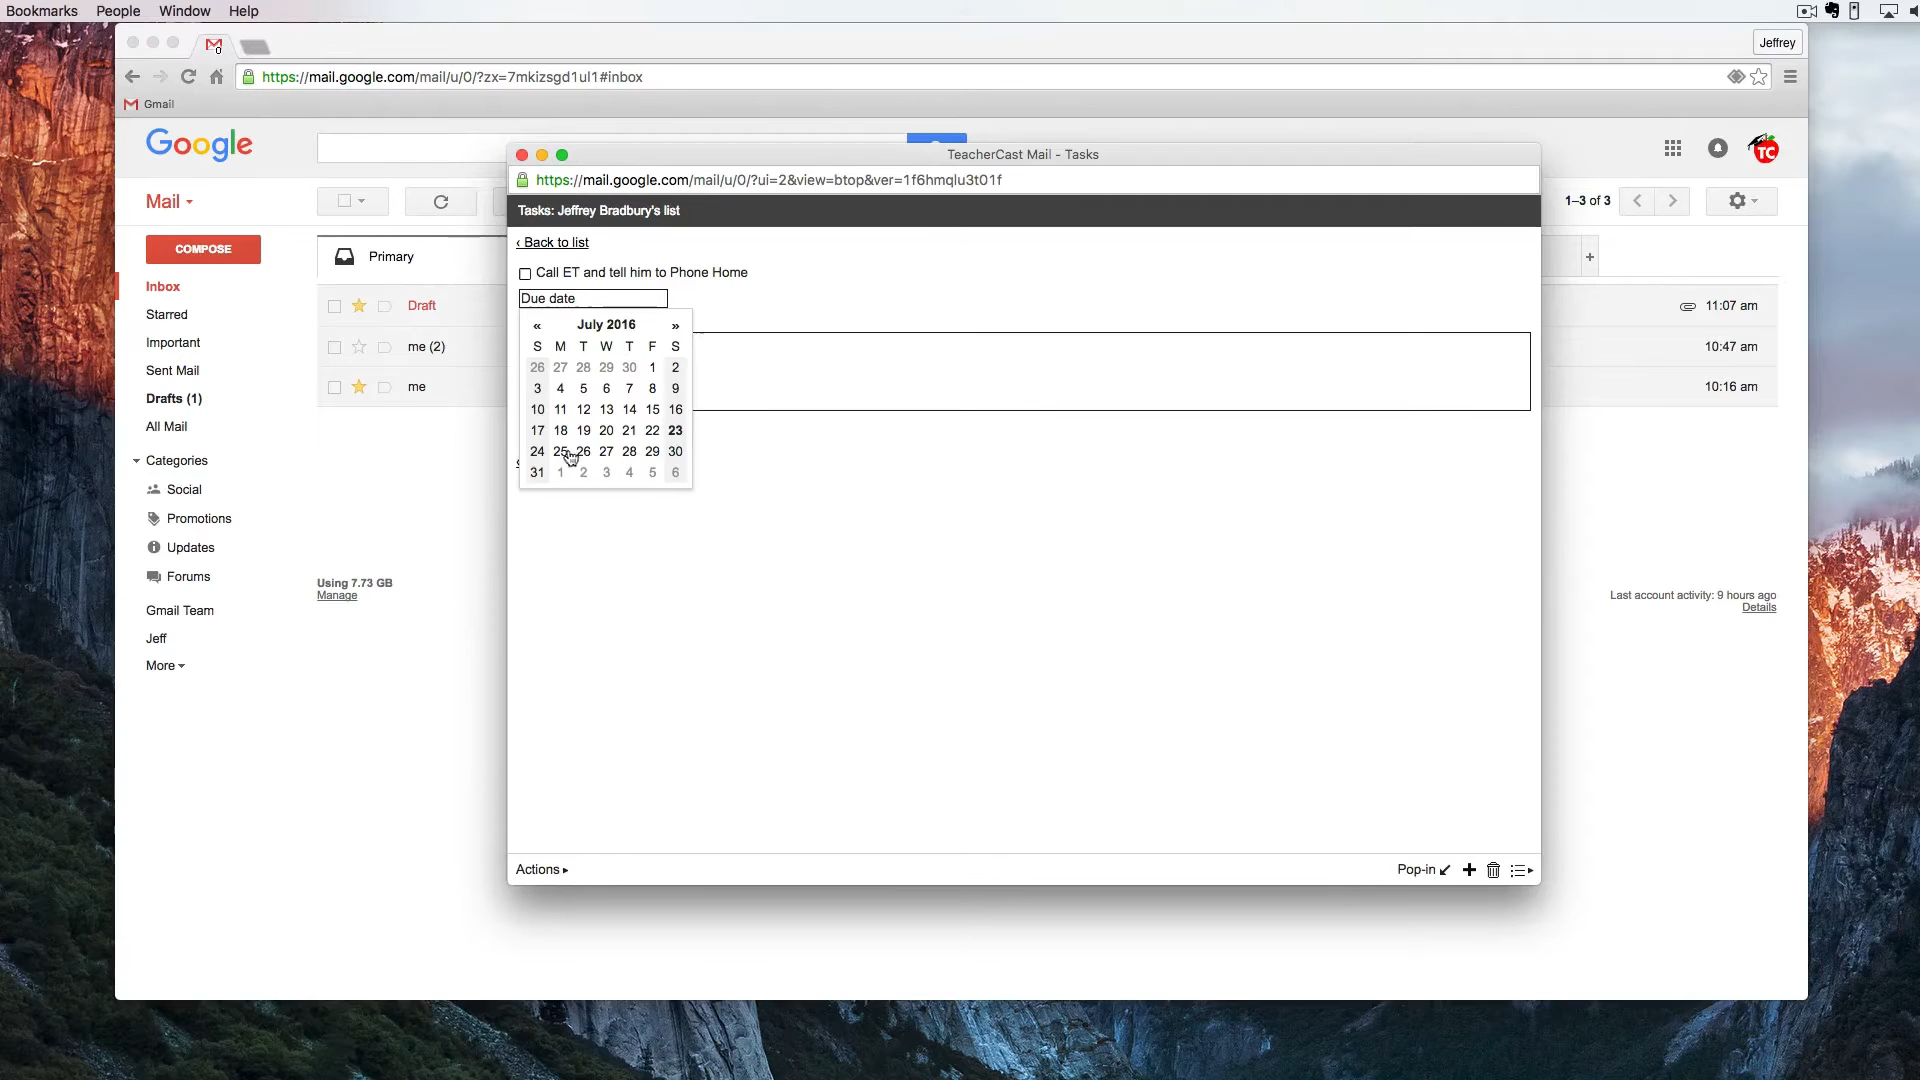 Bookmarks People Window Help
Jeffrey
https://mail.google.com/mail/u/0/?zx=7mkizsgd1ul1#inbox
Gmail
Google
TC
TeacherCast Mail - Tasks
https://mail.google.com/mail/u/0/?ui=2&view=btop&ver=1f6hmqlu3t01f
Mail
1–3 of 3
Tasks: Jeffrey Bradbury's list
‹ Back to list
COMPOSE
Primary
+
Call ET and tell him to Phone Home
Inbox
Due date
Draft
11:07 am
Starred
« July 2016 »
Important
me (2)
S M T W T F S
10:47 am
Sent Mail
26 27 28 29 30 1 2
me
3 4 5 6 7 8 9
10:16 am
Drafts (1)
10 11 12 13 14 15 16
All Mail
17 18 19 20 21 22 23
24 25 26 27 28 29 30
Categories
31 1 2 3 4 5 6
Social
Promotions
Updates
Forums
Using 7.73 GB
Manage
Last account activity: 9 hours ago
Details
Gmail Team
Jeff
More
Actions
Pop-in